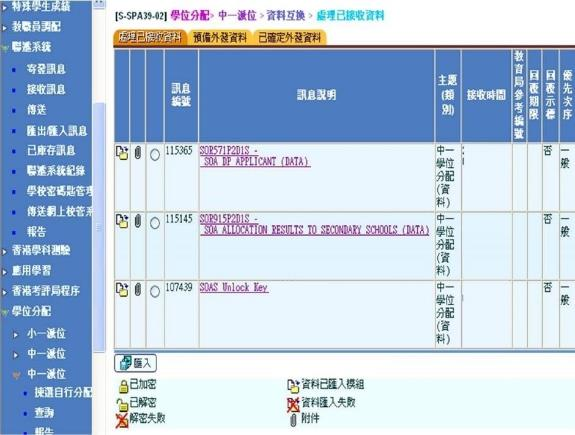 特殊學生成績
教職員調配
聯遞系統
寄發訊息
接收訊息
傳送
匯出/匯入訊息
已庫存訊息
聯遞系統紀錄
學校密碼匙管理
傳送網上校管系
報告
香港學科測驗
應用學習
香港考評局程序
學位分配
小一派位
中一派位
中一派位
揀選自行分配
查詢
報告
[S-SPA39-02] 學位分配> 中一派位> 資料互換> 處理已接收資料
處理已接收資料 預備外發資料 已確定外發資料
訊息編號 訊息說明 主題(類別) 接收時間 教育局參考編號 回覆期限 回覆示標 優先次序
115365 SOR571P2D1S -
SOA DP APPLICANT (DATA) 中一學位分配(資料) 否 一般
115145 SOR915P2D1S -
SOA ALLOCATION RESULTS TO SECONDARY SCHOOLS (DATA) 中一學位分配(資料) 否 一般
107439 SOAS Unlock Key 中一學位分配(資料) 否 一般
匯入
已加密 資料已匯入模組
已解密 資料匯入失敗
解密失敗 附件